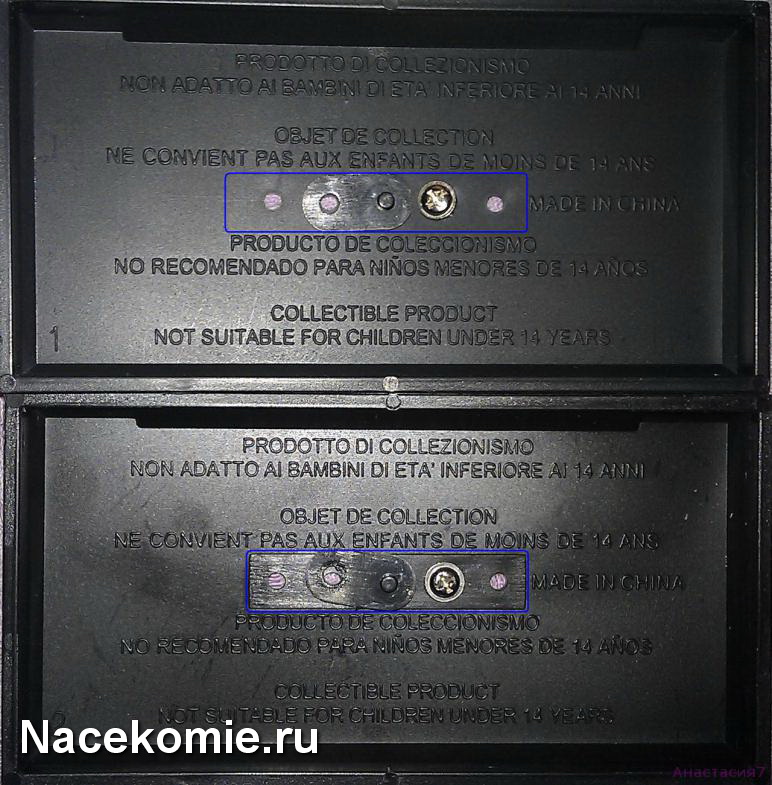 PRODOTTO DI COLLEZIONISMO
NON ADATTO AI BAMBINI DI ETA' INFERIORE AI 14 ANNI
OBJET DE COLLECTION
NE CONVIENT PAS AUX ENFANTS DE MOINS DE 14 ANS
MADE IN CHINA
PRODUCTO DE COLECCIONISMO
NO RECOMENDADO PARA NIÑOS MENORES DE 14 AÑOS
COLLECTIBLE PRODUCT
1
NOT SUITABLE FOR CHILDREN UNDER 14 YEARS
PRODOTTO DI COLLEZIONISMO
NON ADATTO AI BAMBINI DI ETA' INFERIORE AI 14 ANNI
OBJET DE COLLECTION
NE CONVIENT PAS AUX ENFANTS DE MOINS DE 14 ANS
MADE IN CHINA
PRODUCTO DE COLECCIONISMO
NO RECOMENDADO PARA NIÑOS MENORES DE 14 AÑOS
COLLECTIBLE PRODUCT
NOT SUITABLE FOR CHILDREN UNDER 14 YEARS
Nacekomie.ru
Анастасия7